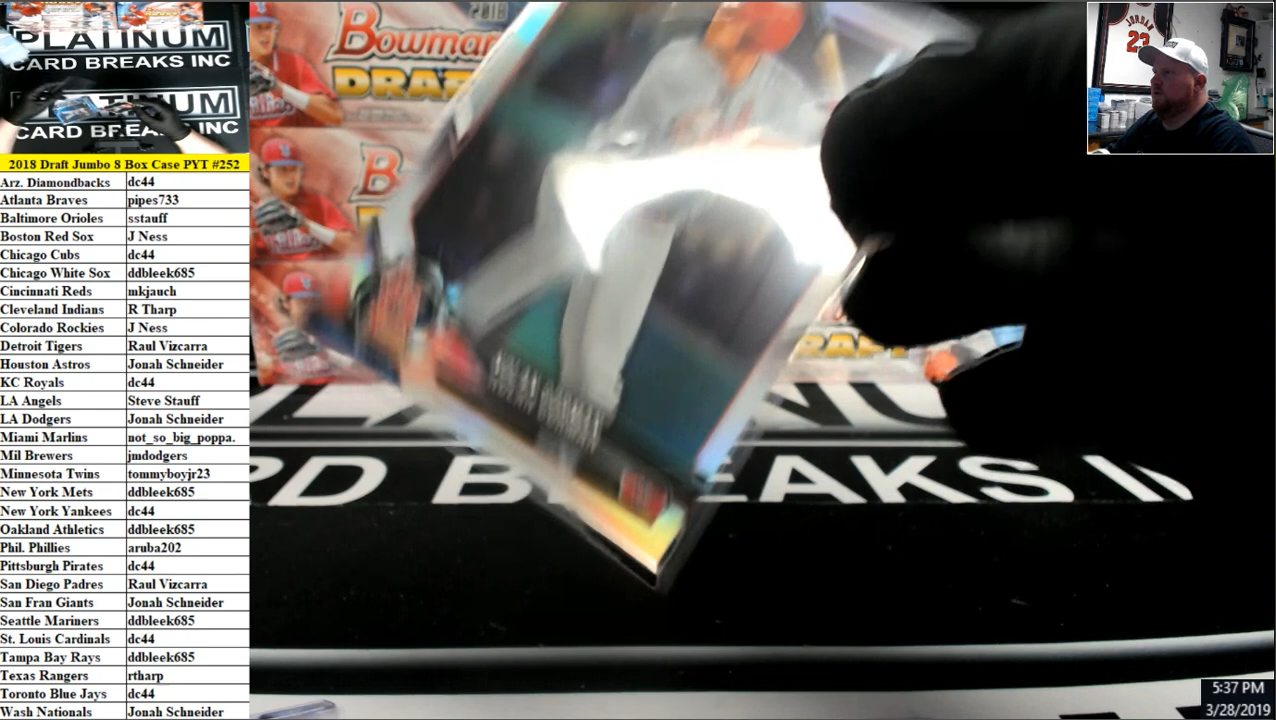 PLATINUM
CARD BREAKS INC
CARD BREAKS INC
2018 Draft Jumbo 8 Box Case PYT #252
Arz. Diamondbacks dc44
Atlanta Braves pipes733
Baltimore Orioles sstauff
Boston Red Sox J Ness
Chicago Cubs dc44
Chicago White Sox ddbleek685
Cincinnati Reds mkjauch
Cleveland Indians R Tharp
Colorado Rockies J Ness
Detroit Tigers Raul Vizcarra
Houston Astros Jonah Schneider
KC Royals dc44
LA Angels Steve Stauff
LA Dodgers Jonah Schneider
Miami Marlins not_so_big_poppa.
Mil Brewers jmdodgers
Minnesota Twins tommyboyjr23
New York Mets ddbleek685
New York Yankees dc44
Oakland Athletics ddbleek685
Phil. Phillies aruba202
Pittsburgh Pirates dc44
San Diego Padres Raul Vizcarra
San Fran Giants Jonah Schneider
Seattle Mariners ddbleek685
St. Louis Cardinals dc44
Tampa Bay Rays ddbleek685
Texas Rangers rtharp
Toronto Blue Jays dc44
Wash Nationals Jonah Schneider
2018
Bowman
DRAFT
RD BREAKS IN
JORDAN
23
5:37 PM
3/28/2019